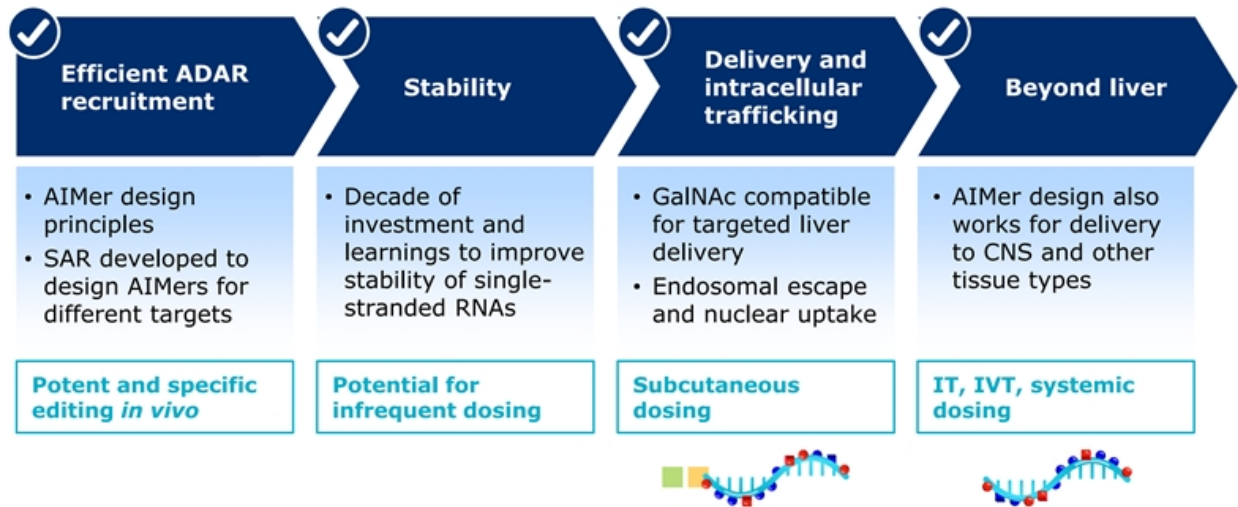 Efficient ADAR
recruitment
Stability
Delivery and
intracellular
trafficking
Beyond liver
• AIMer design
principles
• SAR developed to
design AIMers for
different targets
• Decade of
investment and
learnings to improve
stability of single-
stranded RNAs
• GalNAc compatible
for targeted liver
delivery
• Endosomal escape
and nuclear uptake
• AIMer design also
works for delivery
to CNS and other
tissue types
Potent and specific
editing in vivo
Potential for
infrequent dosing
Subcutaneous
dosing
IT, IVT, systemic
dosing